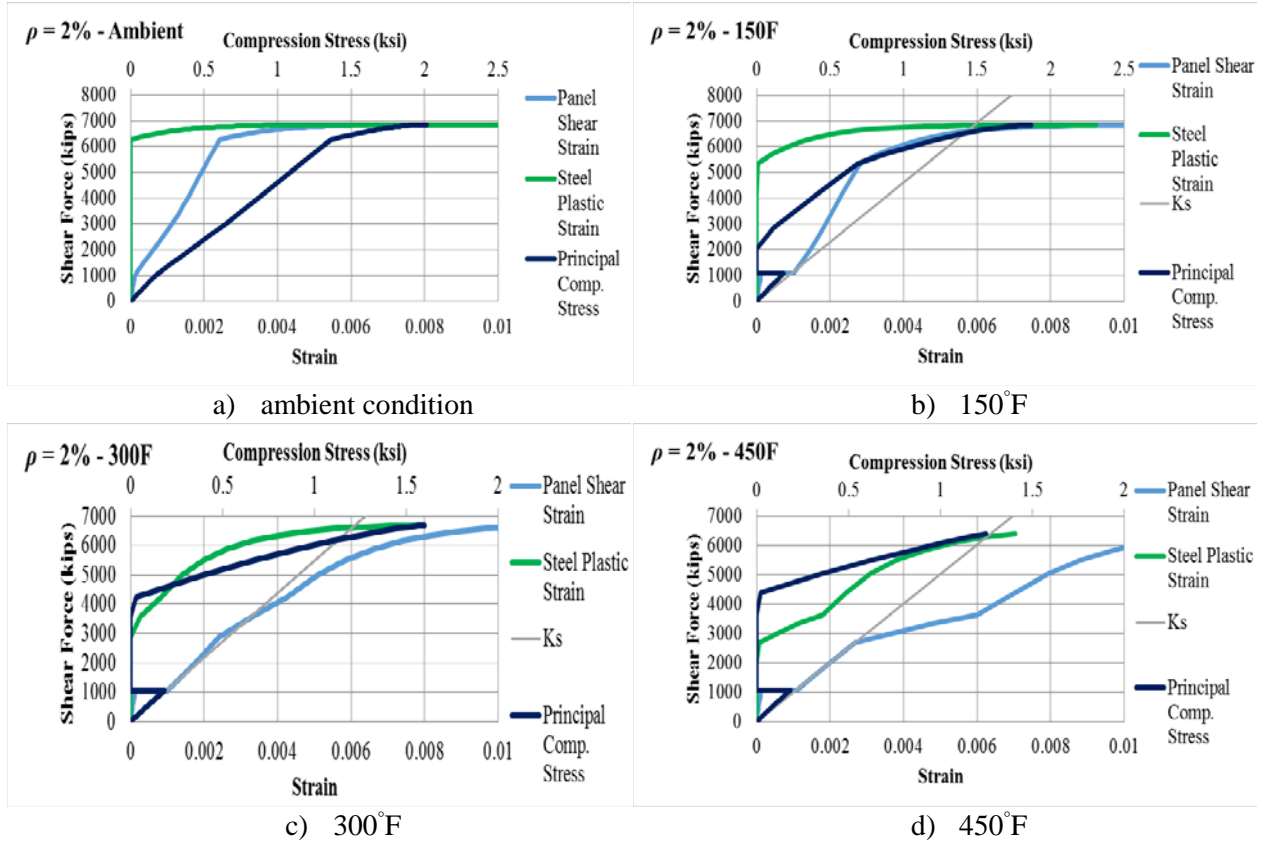 ρ = 2% - Ambient
Compression Stress (ksi)
0 0.5 1 1.5 2 2.5
Shear Force (kips)
8000
7000
6000
5000
4000
3000
2000
1000
0
0 0.002 0.004 0.006 0.008 0.01
Strain
Panel
Shear
Strain
Steel
Plastic
Strain
Principal
Comp.
Stress
a) ambient condition
ρ = 2% - 150F
Compression Stress (ksi)
0 0.5 1 1.5 2 2.5
Shear Force (kips)
8000
7000
6000
5000
4000
3000
2000
1000
0
0 0.002 0.004 0.006 0.008 0.01
Strain
Panel Shear
Strain
Steel
Plastic
Strain
Ks
Principal
Comp.
Stress
b) 150°F
ρ = 2% - 300F
Compression Stress (ksi)
0 0.5 1 1.5 2
Shear Force (kips)
7000
6000
5000
4000
3000
2000
1000
0
0 0.002 0.004 0.006 0.008 0.01
Strain
Panel Shear
Strain
Steel Plastic
Strain
Ks
Principal
Comp.
Stress
c) 300°F
ρ = 2% - 450F
Compression Stress (ksi)
0 0.5 1 1.5 2
Shear Force (kips)
7000
6000
5000
4000
3000
2000
1000
0
0 0.002 0.004 0.006 0.008 0.01
Strain
Panel Shear
Strain
Steel Plastic
Strain
Ks
Principal
Comp.
Stress
d) 450°F